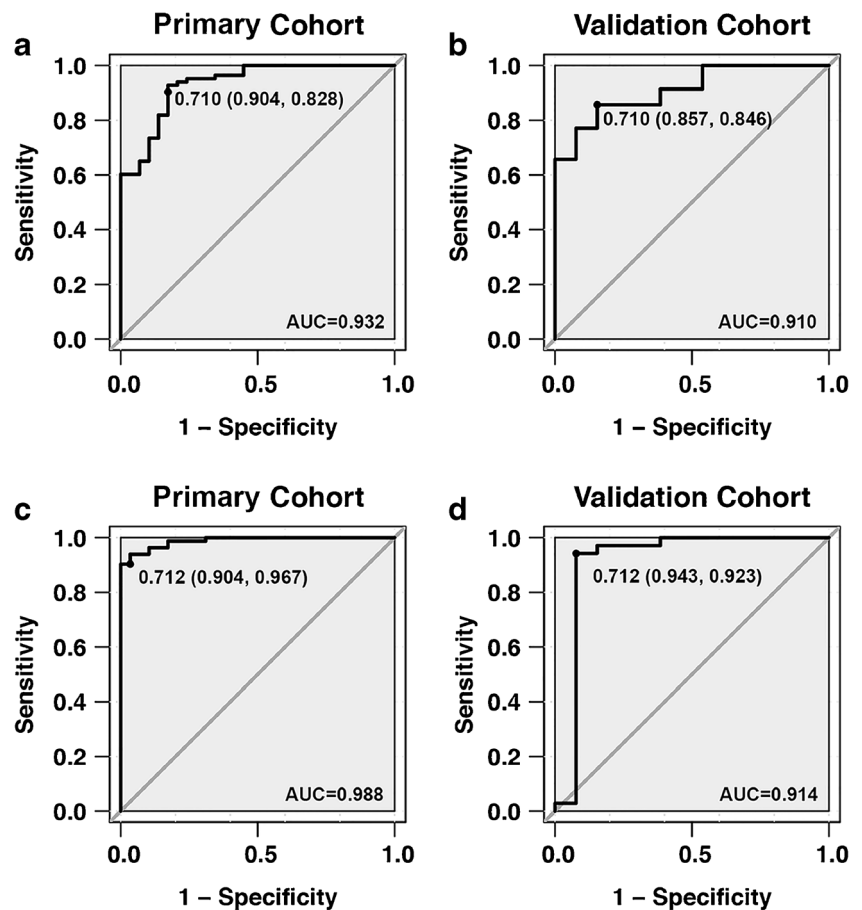 a
Primary Cohort
Sensitivity
1.0
0.8
0.6
0.4
0.2
0.0
0.710 (0.904, 0.828)
AUC=0.932
0.0 0.5 1.0
1 – Specificity
b
Validation Cohort
Sensitivity
1.0
0.8
0.6
0.4
0.2
0.0
0.710 (0.857, 0.846)
AUC=0.910
0.0 0.5 1.0
1 – Specificity
c
Primary Cohort
Sensitivity
1.0
0.8
0.6
0.4
0.2
0.0
0.712 (0.904, 0.967)
AUC=0.988
0.0 0.5 1.0
1 – Specificity
d
Validation Cohort
Sensitivity
1.0
0.8
0.6
0.4
0.2
0.0
0.712 (0.943, 0.923)
AUC=0.914
0.0 0.5 1.0
1 – Specificity